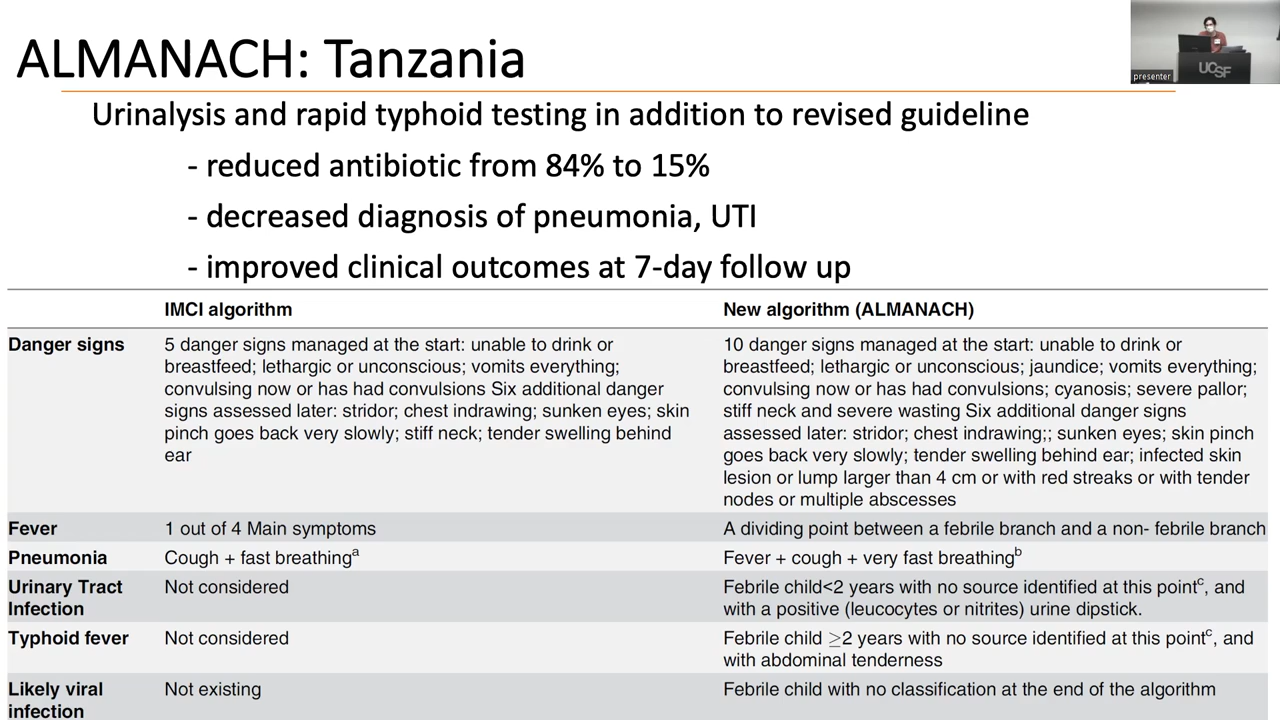 ALMANACH: Tanzania
presenter
UCSF
Urinalysis and rapid typhoid testing in addition to revised guideline
- reduced antibiotic from 84% to 15%
- decreased diagnosis of pneumonia, UTI
- improved clinical outcomes at 7-day follow up
IMCI algorithm
New algorithm (ALMANACH)
Danger signs
5 danger signs managed at the start: unable to drink or
breastfeed; lethargic or unconscious; vomits everything;
convulsing now or has had convulsions Six additional danger
signs assessed later: stridor; chest indrawing; sunken eyes; skin
pinch goes back very slowly; stiff neck; tender swelling behind
ear
10 danger signs managed at the start: unable to drink or
breastfeed; lethargic or unconscious; jaundice; vomits everything;
convulsing now or has had convulsions; cyanosis; severe pallor;
stiff neck and severe wasting Six additional danger signs
assessed later: stridor; chest indrawing;; sunken eyes; skin pinch
goes back very slowly; tender swelling behind ear; infected skin
lesion or lump larger than 4 cm or with red streaks or with tender
nodes or multiple abscesses
Fever
1 out of 4 Main symptoms
A dividing point between a febrile branch and a non- febrile branch
Pneumonia
Cough + fast breathingᵃ
Fever + cough + very fast breathingᵇ
Urinary Tract
Infection
Not considered
Febrile child<2 years with no source identified at this pointᶜ, and
with a positive (leucocytes or nitrites) urine dipstick.
Typhoid fever
Not considered
Febrile child ≥2 years with no source identified at this pointᶜ, and
with abdominal tenderness
Likely viral
infection
Not existing
Febrile child with no classification at the end of the algorithm